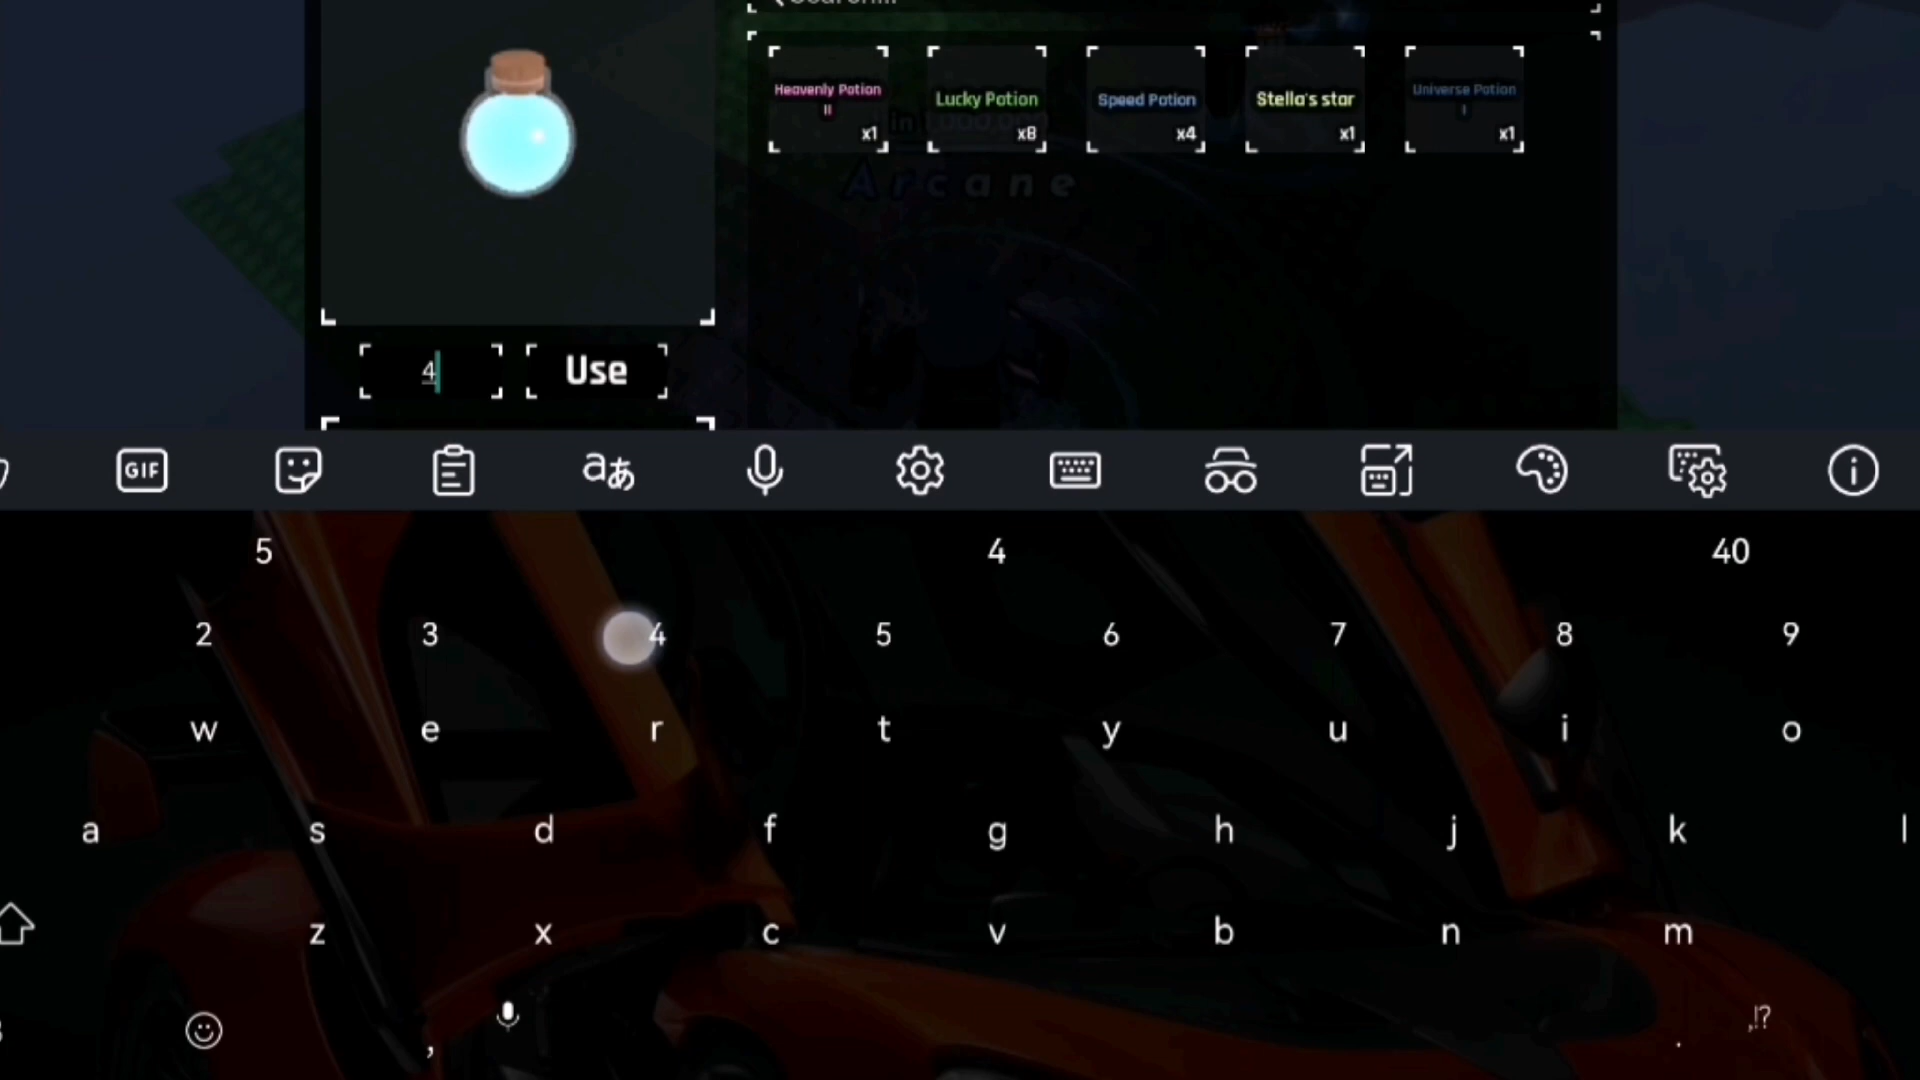 Heavenly Potion
II
x1
Lucky Potion
x8
Speed Potion
x4
Stella's star
x1
Universe Potion
I
x1
Arcane
4
Use
GIF
aあ
5 4 40
2 3 4 5 6 7 8 9
w e r t y u i o
a s d f g h j k l
z x c v b n m
, . ,!?